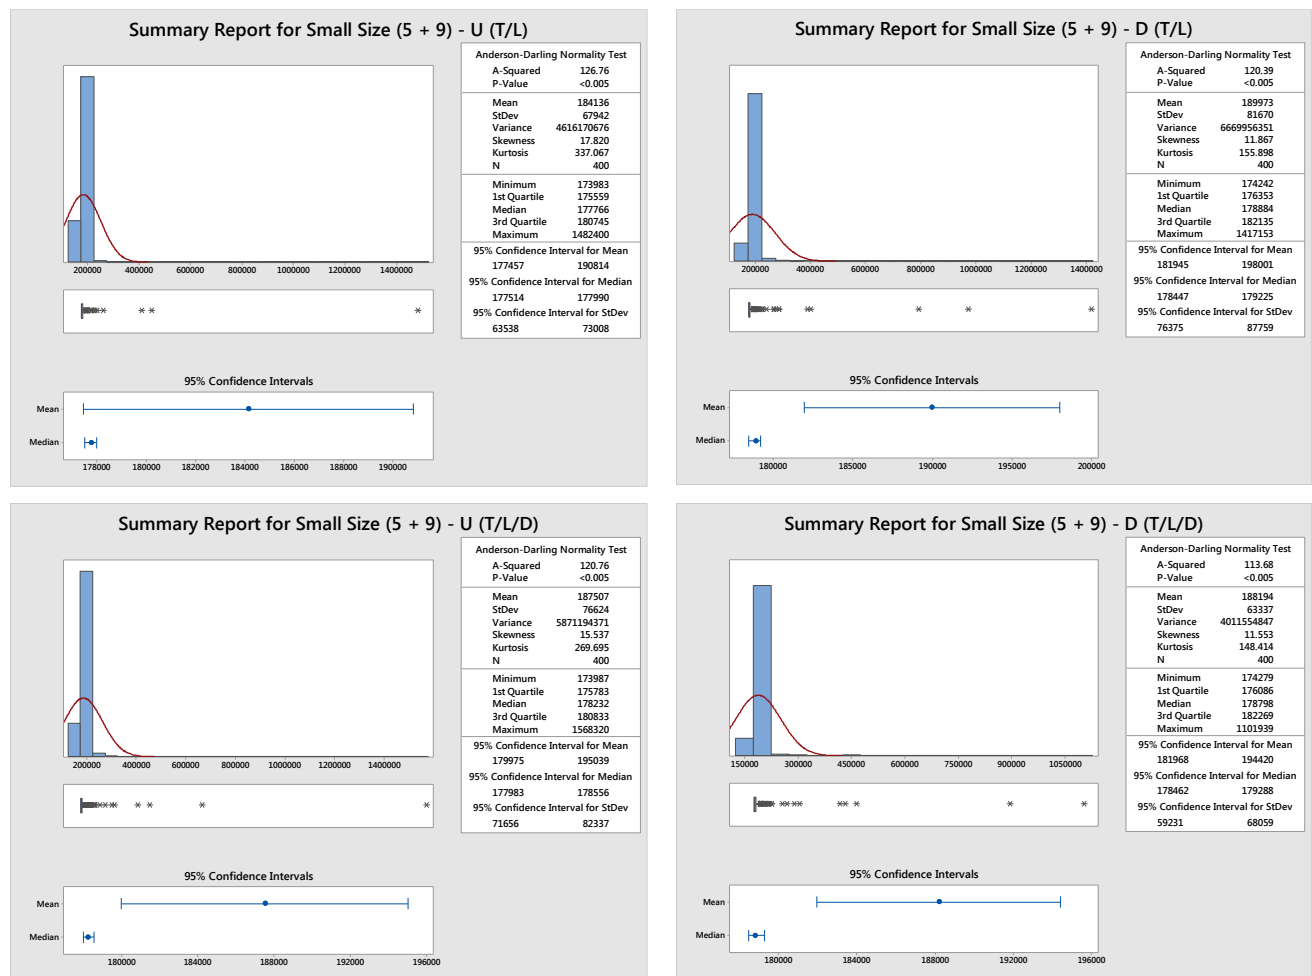 Summary Report for Small Size (5 + 9) - U (T/L)
Anderson-Darling Normality Test
A-Squared 126.76
P-Value <0.005
Mean 184136
StDev 67942
Variance 4616170676
Skewness 17.820
Kurtosis 337.067
N 400
Minimum 173983
1st Quartile 175559
Median 177766
3rd Quartile 180745
Maximum 1482400
95% Confidence Interval for Mean
177457 190814
95% Confidence Interval for Median
177514 177990
95% Confidence Interval for StDev
63538 73008
200000 400000 600000 800000 1000000 1200000 1400000
95% Confidence Intervals
Mean
Median
178000 180000 182000 184000 186000 188000 190000
Summary Report for Small Size (5 + 9) - D (T/L)
Anderson-Darling Normality Test
A-Squared 120.39
P-Value <0.005
Mean 189973
StDev 81670
Variance 6669956351
Skewness 11.867
Kurtosis 155.898
N 400
Minimum 174242
1st Quartile 176353
Median 178884
3rd Quartile 182135
Maximum 1417153
95% Confidence Interval for Mean
181945 198001
95% Confidence Interval for Median
178447 179225
95% Confidence Interval for StDev
76375 87759
200000 400000 600000 800000 1000000 1200000 1400000
95% Confidence Intervals
Mean
Median
180000 185000 190000 195000 200000
Summary Report for Small Size (5 + 9) - U (T/L/D)
Anderson-Darling Normality Test
A-Squared 120.76
P-Value <0.005
Mean 187507
StDev 76624
Variance 5871194371
Skewness 15.537
Kurtosis 269.695
N 400
Minimum 173987
1st Quartile 175783
Median 178232
3rd Quartile 180833
Maximum 1568320
95% Confidence Interval for Mean
179975 195039
95% Confidence Interval for Median
177983 178556
95% Confidence Interval for StDev
71656 82337
200000 400000 600000 800000 1000000 1200000 1400000
95% Confidence Intervals
Mean
Median
180000 184000 188000 192000 196000
Summary Report for Small Size (5 + 9) - D (T/L/D)
Anderson-Darling Normality Test
A-Squared 113.68
P-Value <0.005
Mean 188194
StDev 63337
Variance 4011554847
Skewness 11.553
Kurtosis 148.414
N 400
Minimum 174279
1st Quartile 176086
Median 178798
3rd Quartile 182269
Maximum 1101939
95% Confidence Interval for Mean
181968 194420
95% Confidence Interval for Median
178462 179288
95% Confidence Interval for StDev
59231 68059
150000 300000 450000 600000 750000 900000 1050000
95% Confidence Intervals
Mean
Median
180000 184000 188000 192000 196000